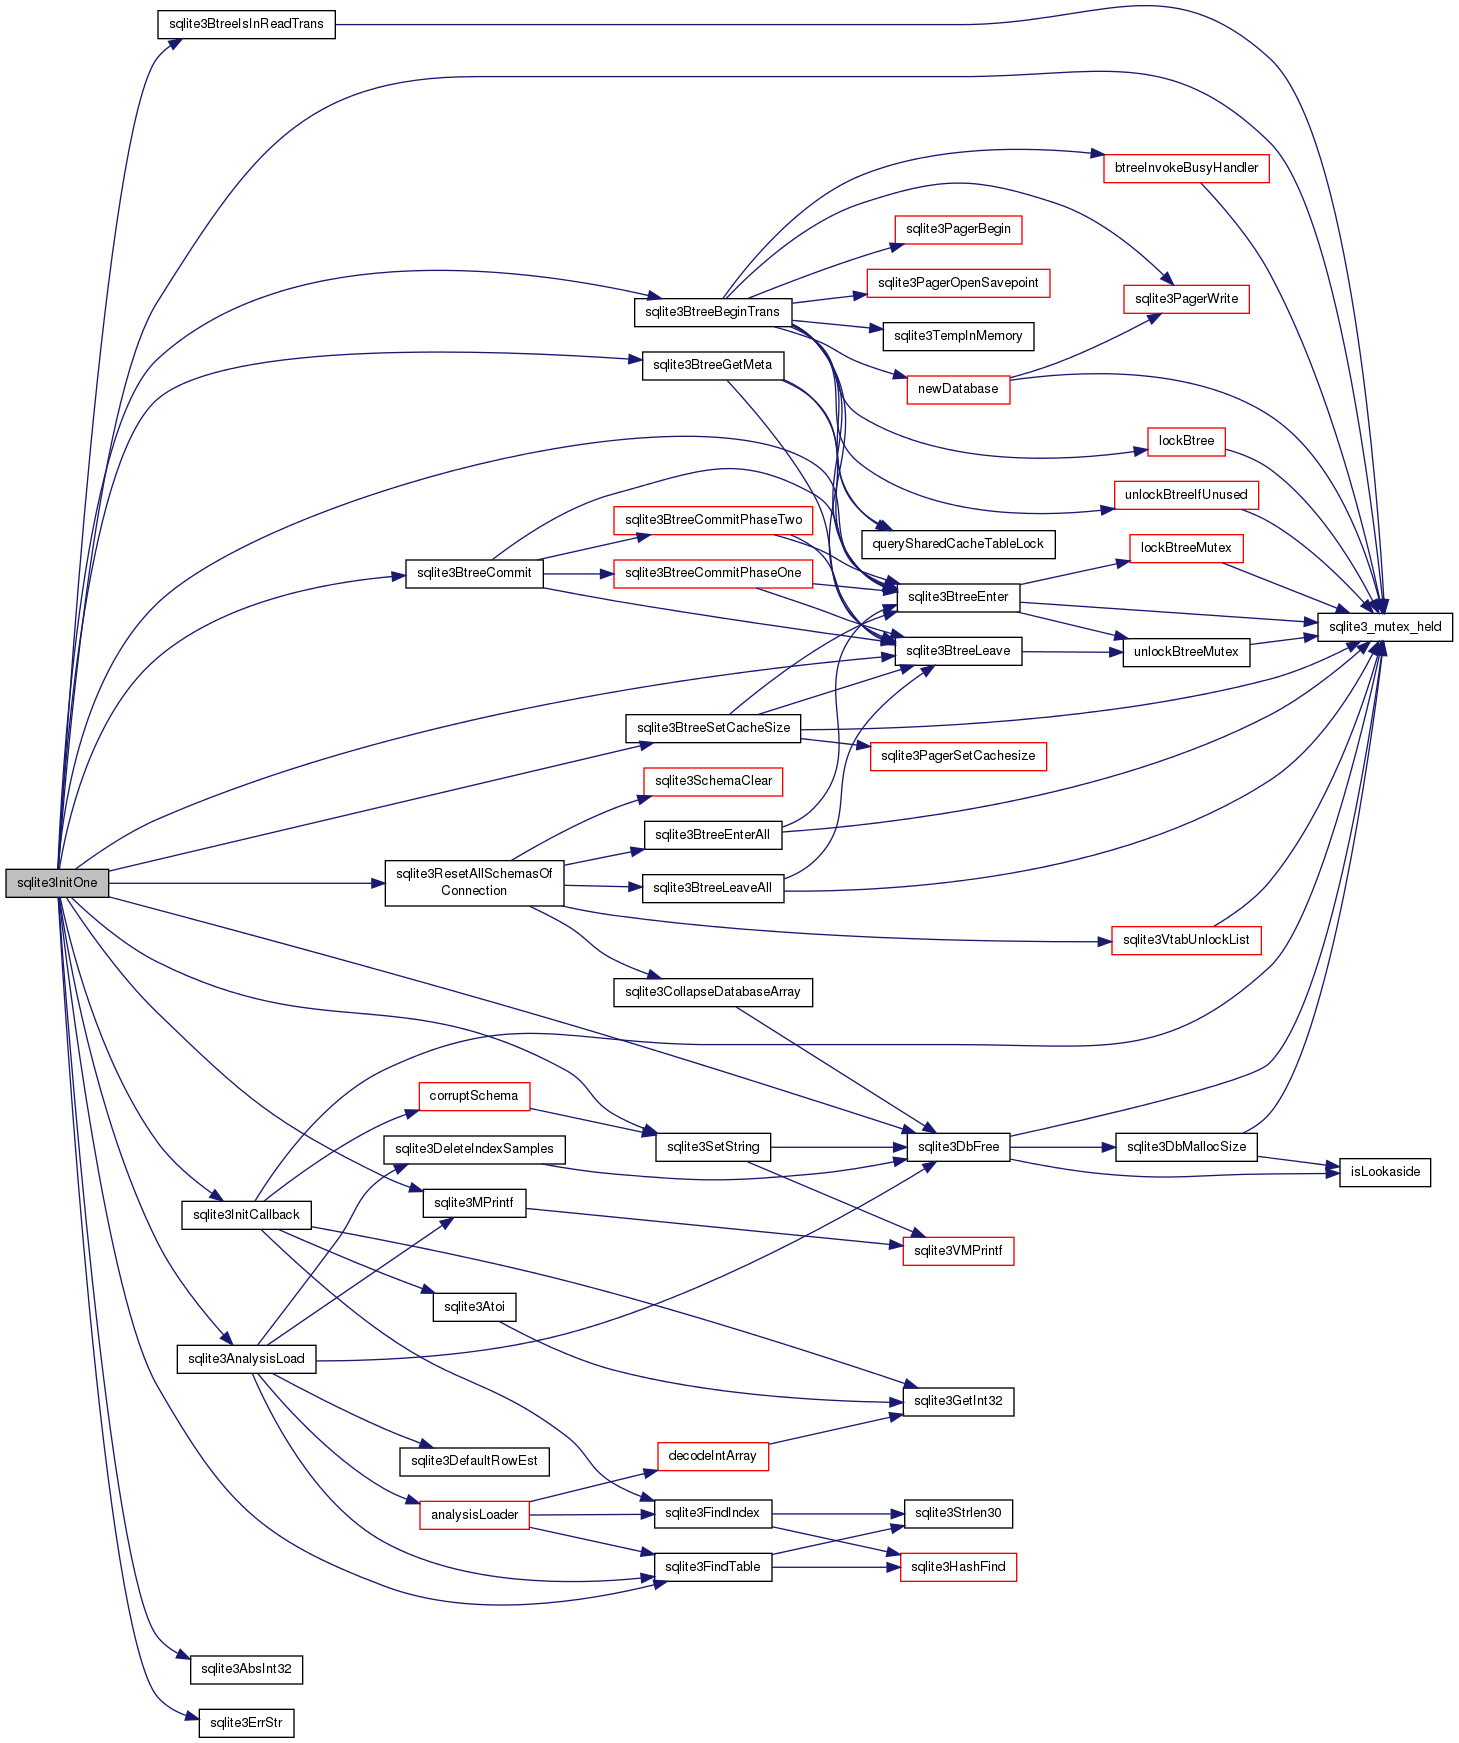 sqlite3BtreeIsInReadTrans
btreeInvokeBusyHandler
sqlite3PagerBegin
sqlite3PagerOpenSavepoint
sqlite3PagerWrite
sqlite3BtreeBeginTrans
sqlite3TempInMemory
sqlite3BtreeGetMeta
newDatabase
lockBtree
unlockBtreeIfUnused
sqlite3BtreeCommitPhaseTwo
querySharedCacheTableLock
lockBtreeMutex
sqlite3BtreeCommit
sqlite3BtreeCommitPhaseOne
sqlite3BtreeEnter
sqlite3_mutex_held
sqlite3BtreeLeave
unlockBtreeMutex
sqlite3BtreeSetCacheSize
sqlite3PagerSetCachesize
sqlite3SchemaClear
sqlite3BtreeEnterAll
sqlite3InitOne
sqlite3ResetAllSchemasOf
Connection
sqlite3BtreeLeaveAll
sqlite3VtabUnlockList
sqlite3CollapseDatabaseArray
corruptSchema
sqlite3DeleteIndexSamples
sqlite3SetString
sqlite3DbFree
sqlite3DbMallocSize
isLookaside
sqlite3MPrintf
sqlite3InitCallback
sqlite3VMPrintf
sqlite3Atoi
sqlite3AnalysisLoad
sqlite3GetInt32
sqlite3DefaultRowEst
decodeIntArray
analysisLoader
sqlite3FindIndex
sqlite3Strlen30
sqlite3FindTable
sqlite3HashFind
sqlite3AbsInt32
sqlite3ErrStr